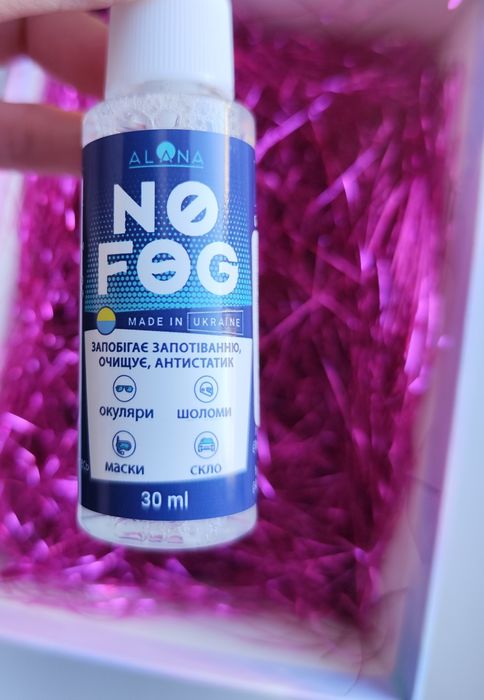 ALANA
NO
FOG
MADE IN UKRAINE
ЗАПОБІГАЄ ЗАПОТІВАННЮ,
ОЧИЩУЄ, АНТИСТАТИК
окуляри шоломи
маски скло
30 ml